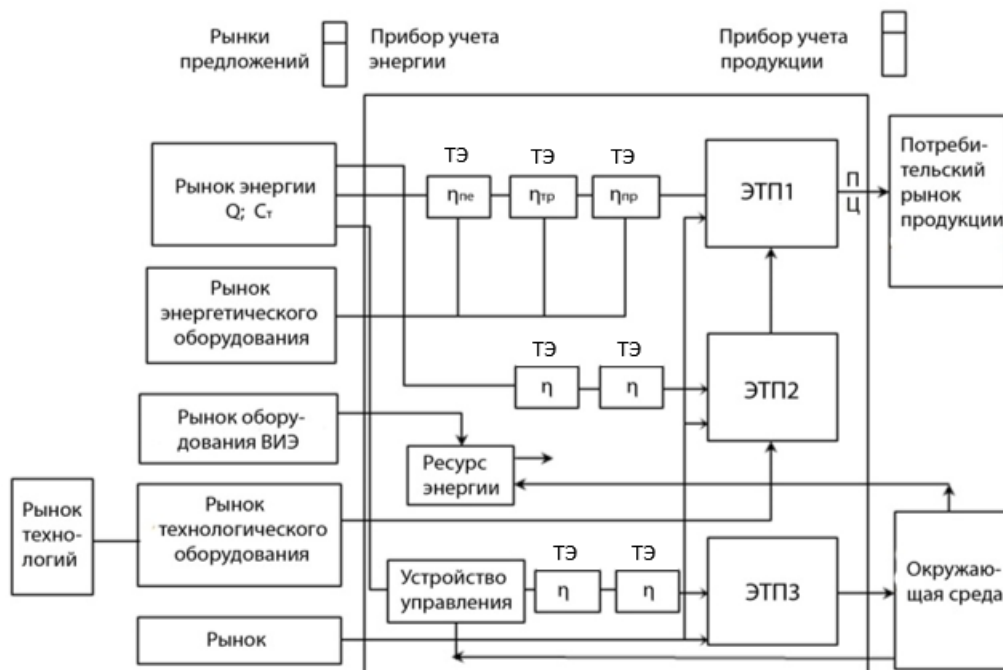 Рынки
предложений
Прибор учета
энергии
Прибор учета
продукции
Рынок энергии
Q; Cт
ТЭ
ηпе
ТЭ
ηтр
ТЭ
ηпр
ЭТП1
П
Ц
Потреби-
тельский
рынок
продукции
Рынок
энергетического
оборудования
ТЭ
η
ТЭ
η
ЭТП2
Рынок обору-
дования ВИЭ
Ресурс
энергии
Рынок
техно-
логий
Рынок
технологического
оборудования
Устройство
управления
ТЭ
η
ТЭ
η
ЭТП3
Окружаю-
щая среда
Рынок